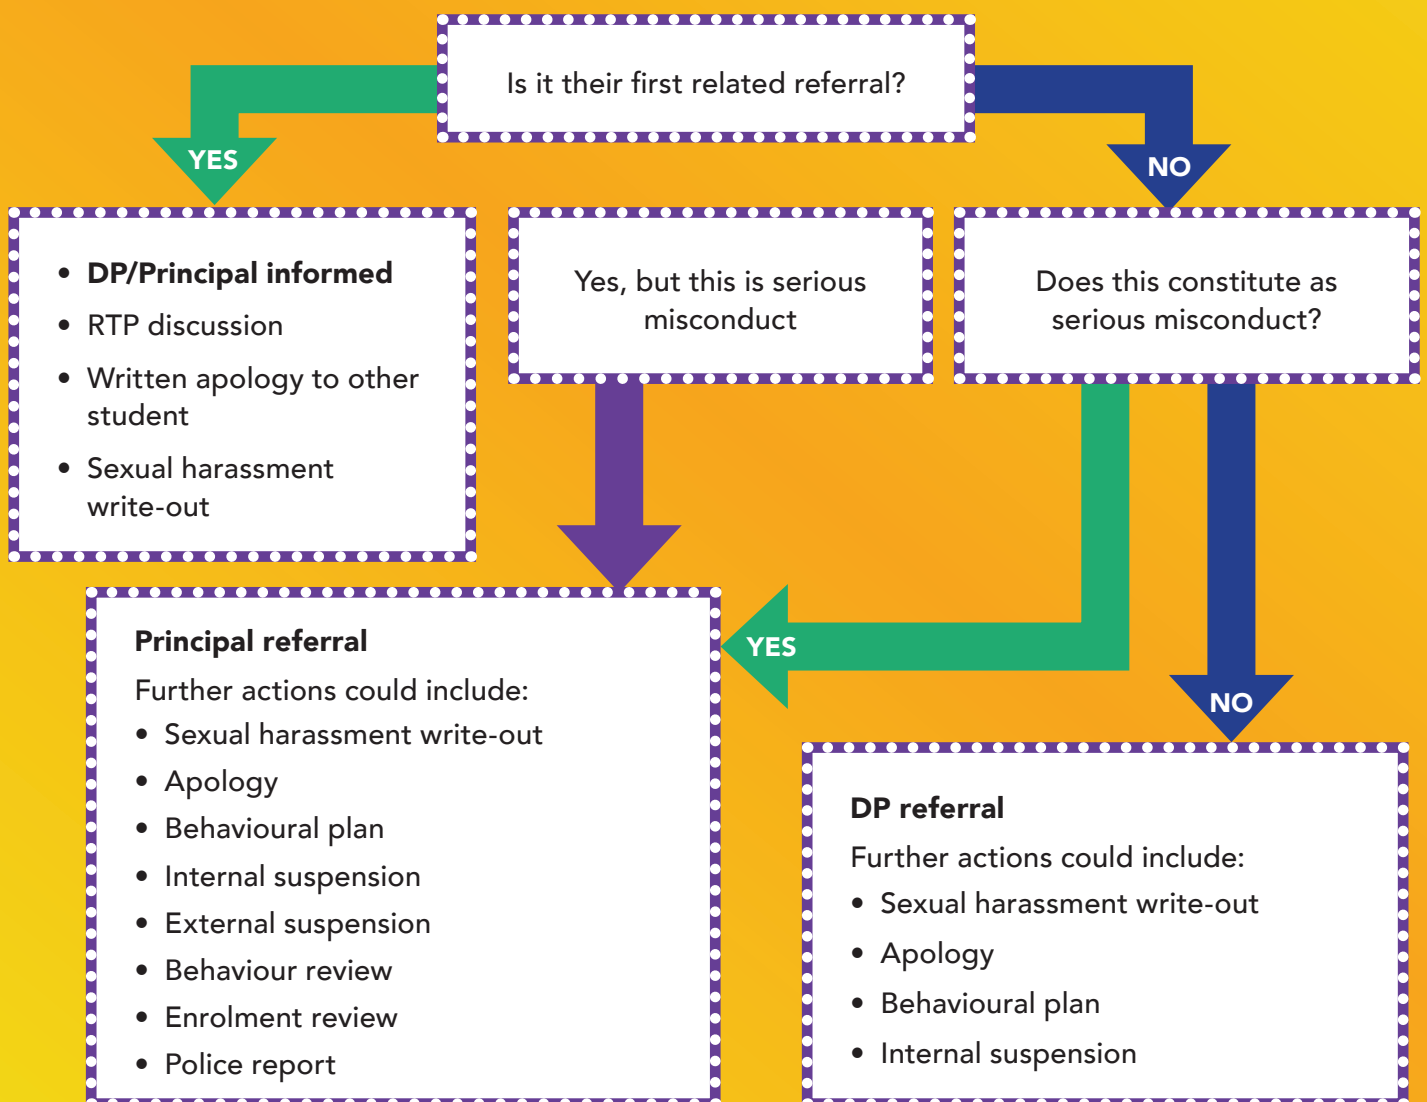 Is it their first related referral?
YES
NO
• DP/Principal informed
• RTP discussion
• Written apology to other
student
• Sexual harassment
write-out
Yes, but this is serious
misconduct
Does this constitute as
serious misconduct?
Principal referral
Further actions could include:
• Sexual harassment write-out
• Apology
• Behavioural plan
• Internal suspension
• External suspension
• Behaviour review
• Enrolment review
• Police report
YES
NO
DP referral
Further actions could include:
• Sexual harassment write-out
• Apology
• Behavioural plan
• Internal suspension